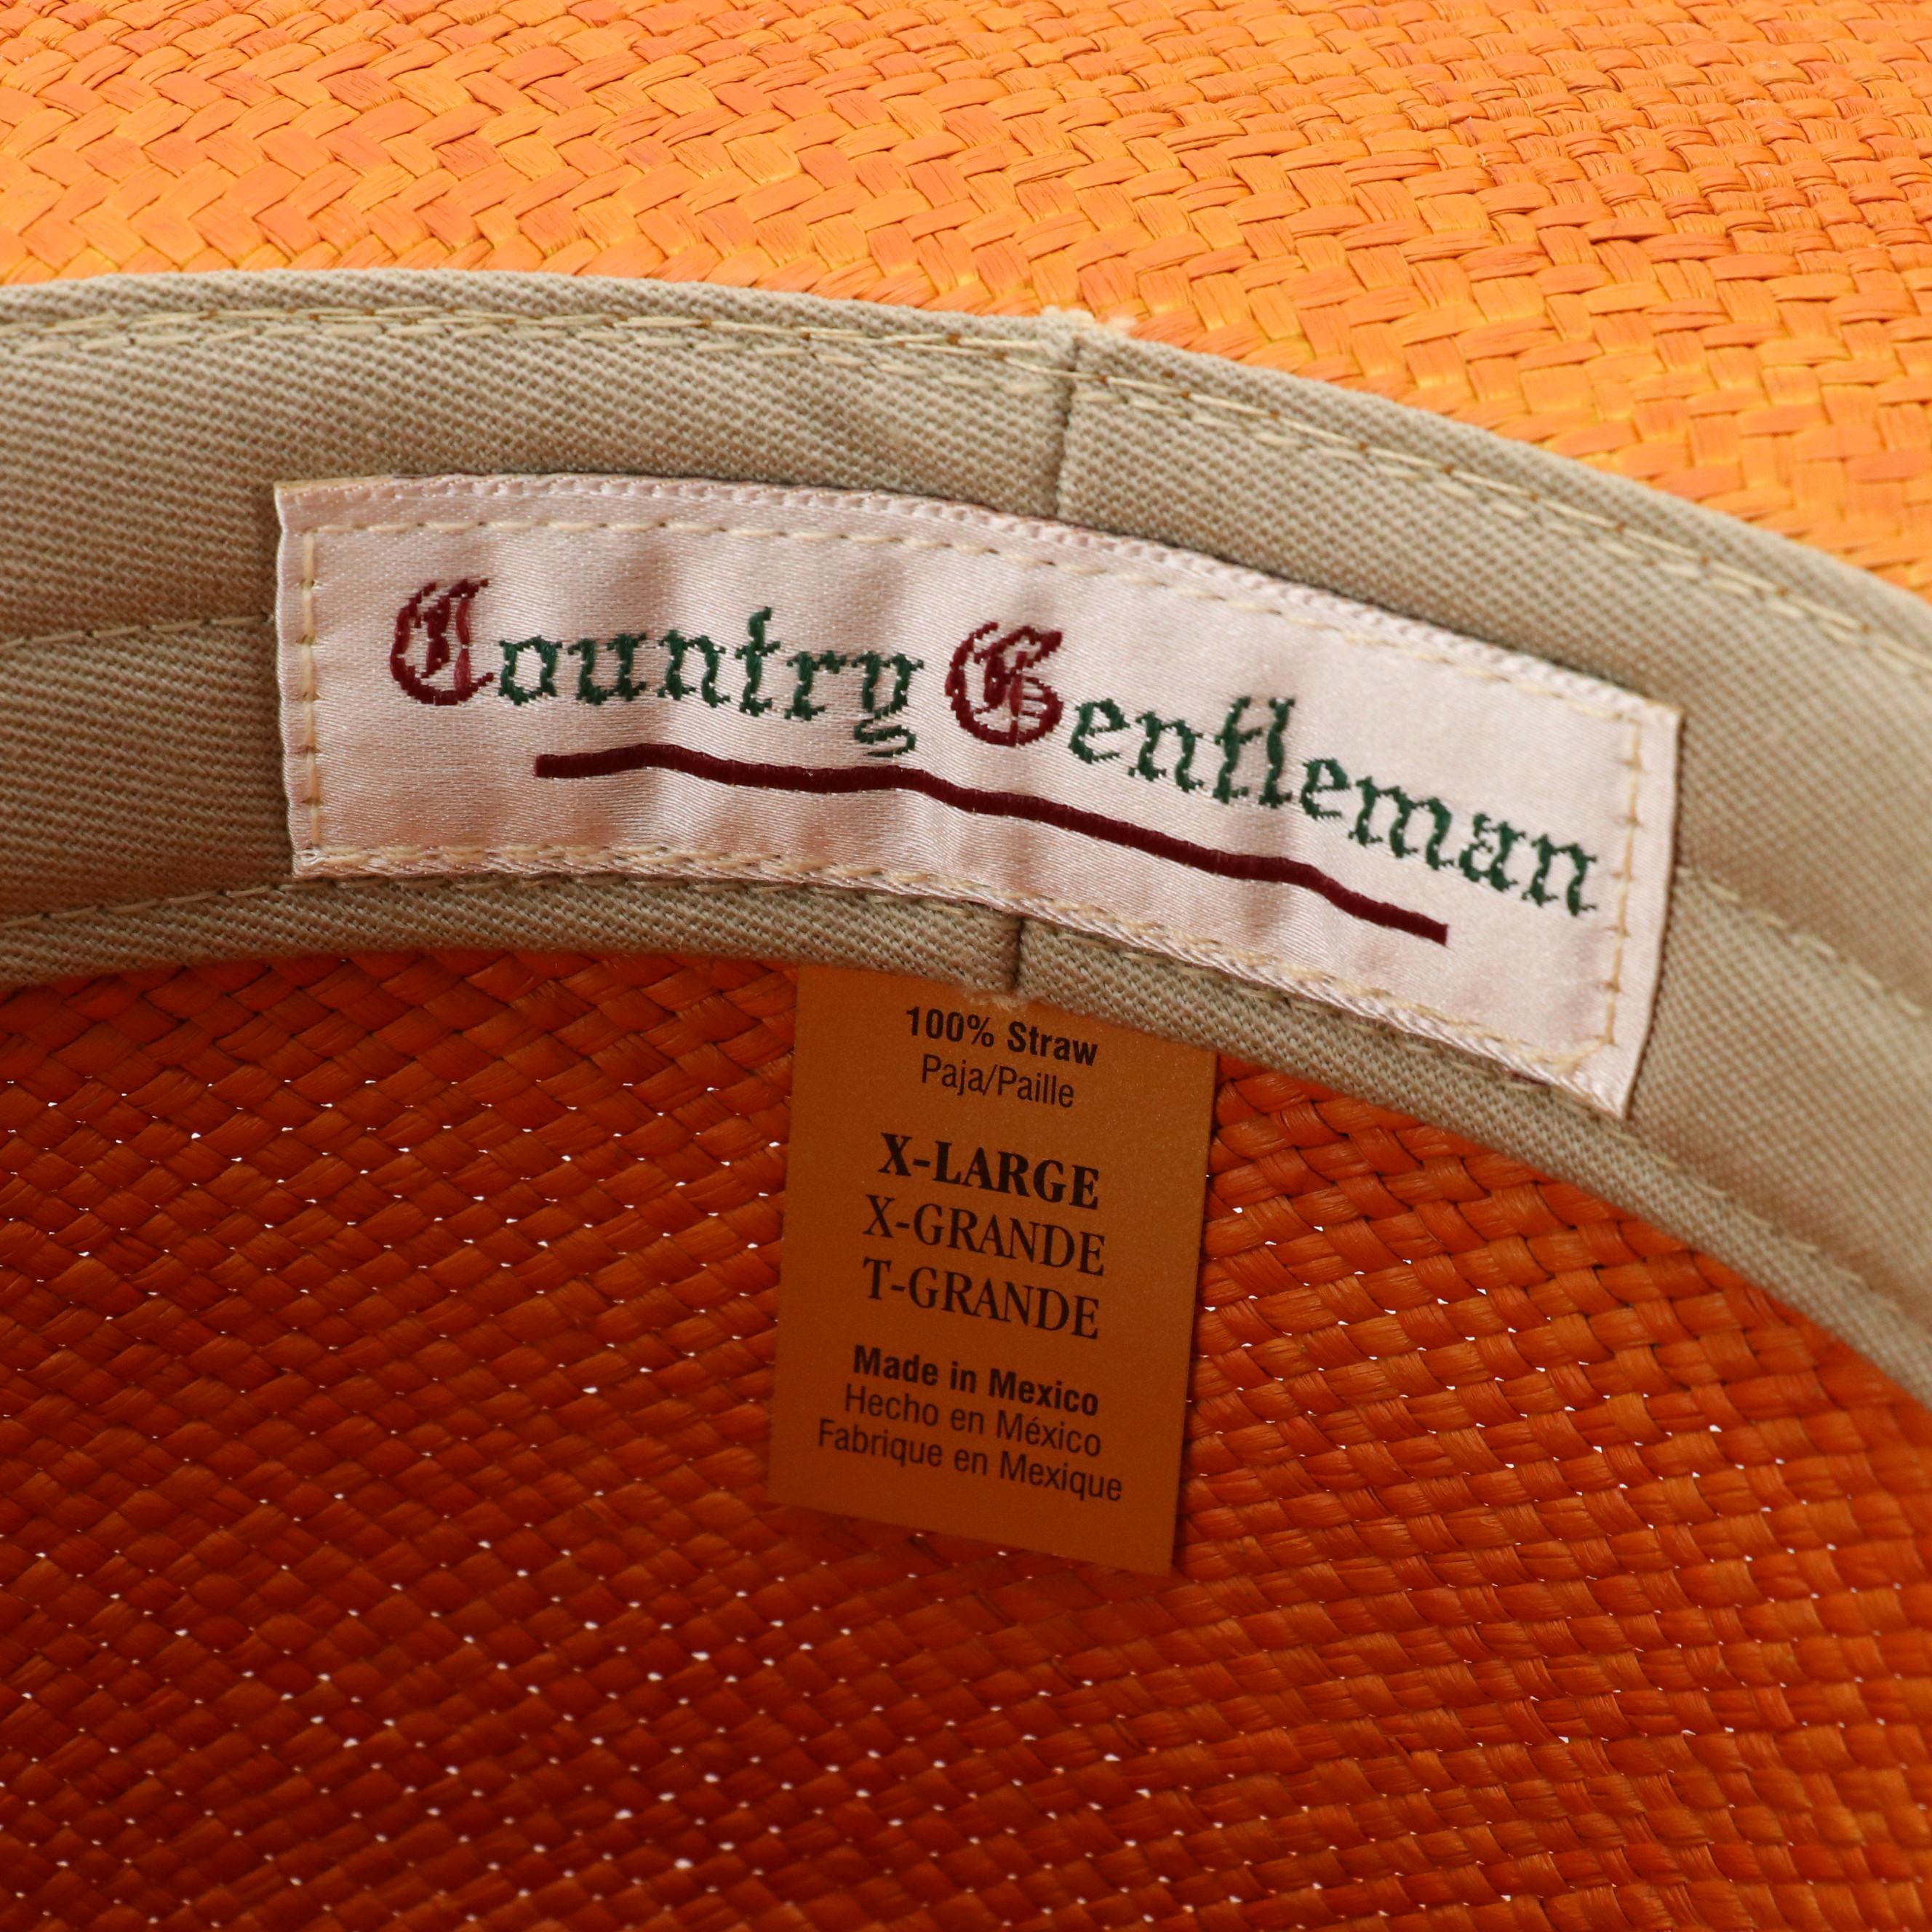 Country Gentleman
100% Straw
Paja/Paille
X-LARGE
X-GRANDE
T-GRANDE
Made in Mexico
Hecho en México
Fabrique en Mexique